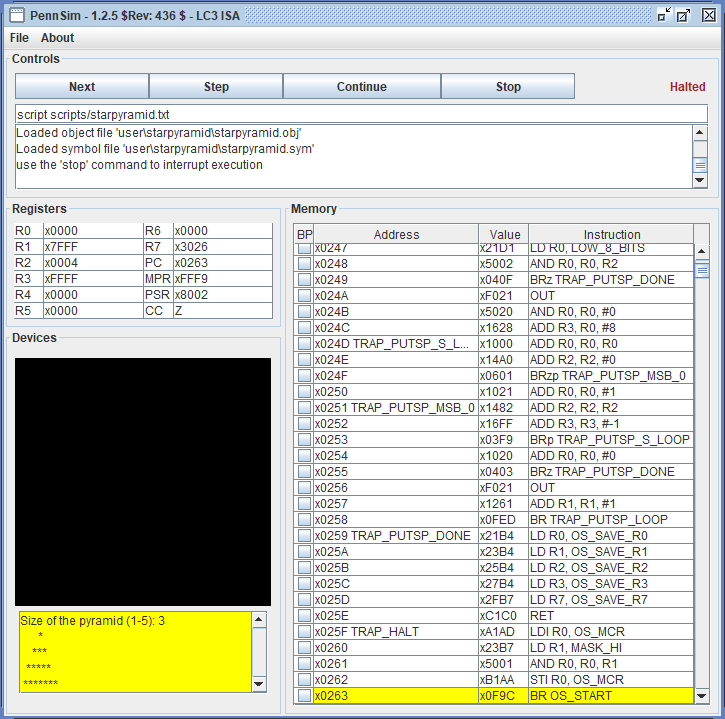 PennSim - 1.2.5 $Rev: 436 $ - LC3 ISA
File About
Controls
Next Step Continue Stop Halted
script scripts/starpyramid.txt
Loaded object file 'user\starpyramid\starpyramid.obj'
Loaded symbol file 'user\starpyramid\starpyramid.sym'
use the 'stop' command to interrupt execution
Registers
R0 x0000 R6 x0000
R1 x7FFF R7 x3026
R2 x0004 PC x0263
R3 xFFFF MPR xFFF9
R4 x0000 PSR x8002
R5 x0000 CC Z
Devices
Size of the pyramid (1-5): 3
*
***
*****
*******
Memory
BP Address Value Instruction
x0247 x21D1 LD R0, LOW_8_BITS
x0248 x5002 AND R0, R0, R2
x0249 x040F BRz TRAP_PUTSP_DONE
x024A xF021 OUT
x024B x5020 AND R0, R0, #0
x024C x1628 ADD R3, R0, #8
x024D TRAP_PUTSP_S_L... x1000 ADD R0, R0, R0
x024E x14A0 ADD R2, R2, #0
x024F x0601 BRzp TRAP_PUTSP_MSB_0
x0250 x1021 ADD R0, R0, #1
x0251 TRAP_PUTSP_MSB_0 x1482 ADD R2, R2, R2
x0252 x16FF ADD R3, R3, #-1
x0253 x03F9 BRp TRAP_PUTSP_S_LOOP
x0254 x1020 ADD R0, R0, #0
x0255 x0403 BRz TRAP_PUTSP_DONE
x0256 xF021 OUT
x0257 x1261 ADD R1, R1, #1
x0258 x0FED BR TRAP_PUTSP_LOOP
x0259 TRAP_PUTSP_DONE x21B4 LD R0, OS_SAVE_R0
x025A x23B4 LD R1, OS_SAVE_R1
x025B x25B4 LD R2, OS_SAVE_R2
x025C x27B4 LD R3, OS_SAVE_R3
x025D x2FB7 LD R7, OS_SAVE_R7
x025E xC1C0 RET
x025F TRAP_HALT xA1AD LDI R0, OS_MCR
x0260 x23B7 LD R1, MASK_HI
x0261 x5001 AND R0, R0, R1
x0262 xB1AA STI R0, OS_MCR
x0263 x0F9C BR OS_START